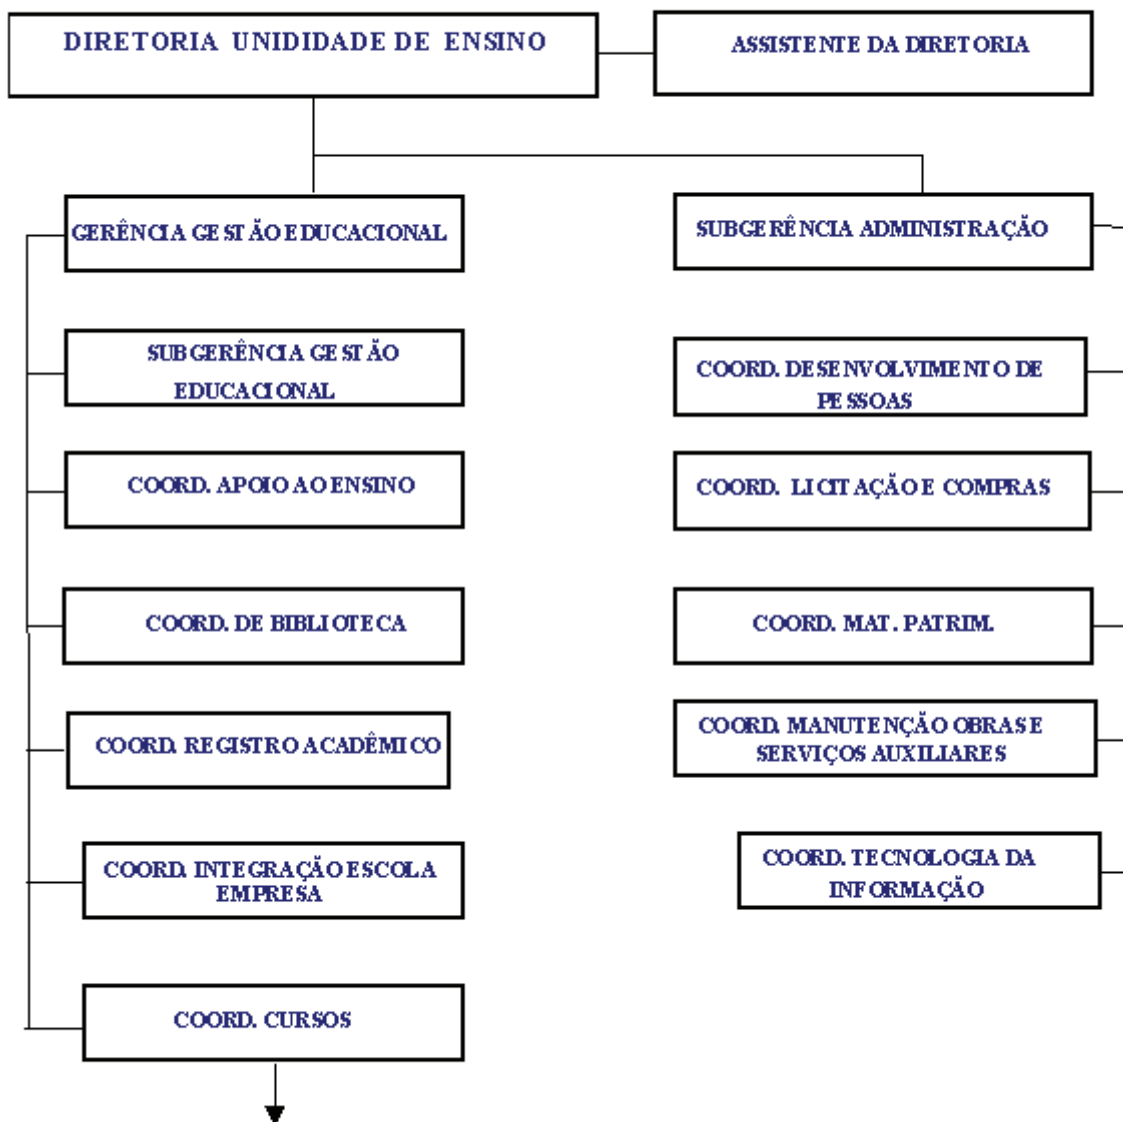 DIRETORIA UNIDIDADE DE ENSINO
ASSISTENTE DA DIRETORIA
GERÊNCIA GESTÃO EDUCACIONAL
SUBGERÊNCIA ADMINISTRAÇÃO
SUBGERÊNCIA GESTÃO
EDUCACIONAL
COORD. DESENVOLVIMENTO DE
PESSOAS
COORD. APOIO AO ENSINO
COORD. LICITAÇÃO E COMPRAS
COORD. DE BIBLIOTECA
COORD. MAT. PATRIM.
COORD. REGISTRO ACADÊMICO
COORD. MANUTENÇÃO OBRAS E
SERVIÇOS AUXILIARES
COORD. INTEGRAÇÃO ESCOLA
EMPRESA
COORD. TECNOLOGIA DA
INFORMAÇÃO
COORD. CURSOS